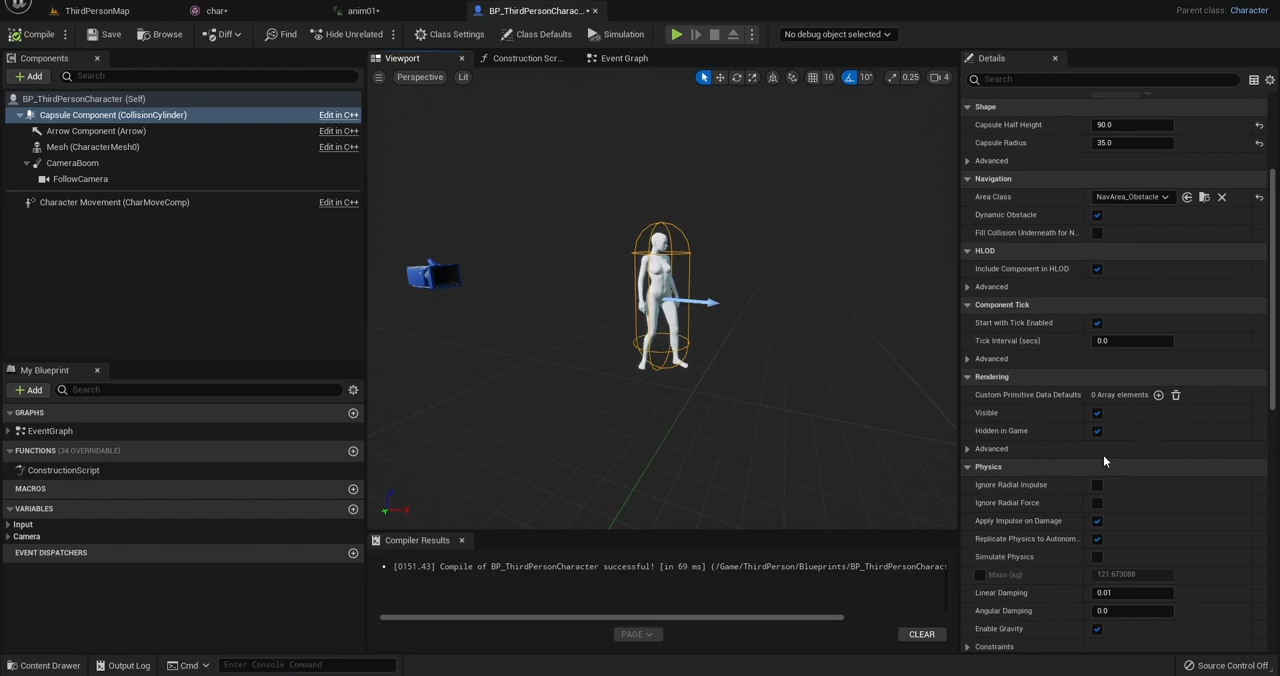 ThirdPersonMap
char*
anim01*
BP_ThirdPersonCharac... •
Parent class: Character
Compile
Save
Browse
Diff
Find
Hide Unrelated
Class Settings
Class Defaults
Simulation
No debug object selected
Components
Add
Search
BP_ThirdPersonCharacter (Self)
Capsule Component (CollisionCylinder) Edit in C++
Arrow Component (Arrow) Edit in C++
Mesh (CharacterMesh0) Edit in C++
CameraBoom
FollowCamera
Character Movement (CharMoveComp) Edit in C++
My Blueprint
Add
Search
GRAPHS
EventGraph
FUNCTIONS (34 OVERRIDABLE)
ConstructionScript
MACROS
VARIABLES
Input
Camera
EVENT DISPATCHERS
Viewport
Construction Scr...
Event Graph
Perspective
Lit
10
10°
0.25
4
Compiler Results
[0151.43] Compile of BP_ThirdPersonCharacter successful! [in 69 ms] (/Game/ThirdPerson/Blueprints/BP_ThirdPersonCharact
PAGE
CLEAR
Details
Search
Shape
Capsule Half Height 90.0
Capsule Radius 35.0
Advanced
Navigation
Area Class NavArea_Obstacle
Dynamic Obstacle
Fill Collision Underneath for N...
HLOD
Include Component in HLOD
Advanced
Component Tick
Start with Tick Enabled
Tick Interval (secs) 0.0
Advanced
Rendering
Custom Primitive Data Defaults 0 Array elements
Visible
Hidden in Game
Advanced
Physics
Ignore Radial Impulse
Ignore Radial Force
Apply Impulse on Damage
Replicate Physics to Autonom...
Simulate Physics
Mass (kg) 121.673088
Linear Damping 0.01
Angular Damping 0.0
Enable Gravity
Constraints
Content Drawer
Output Log
Cmd
Enter Console Command
Source Control Off